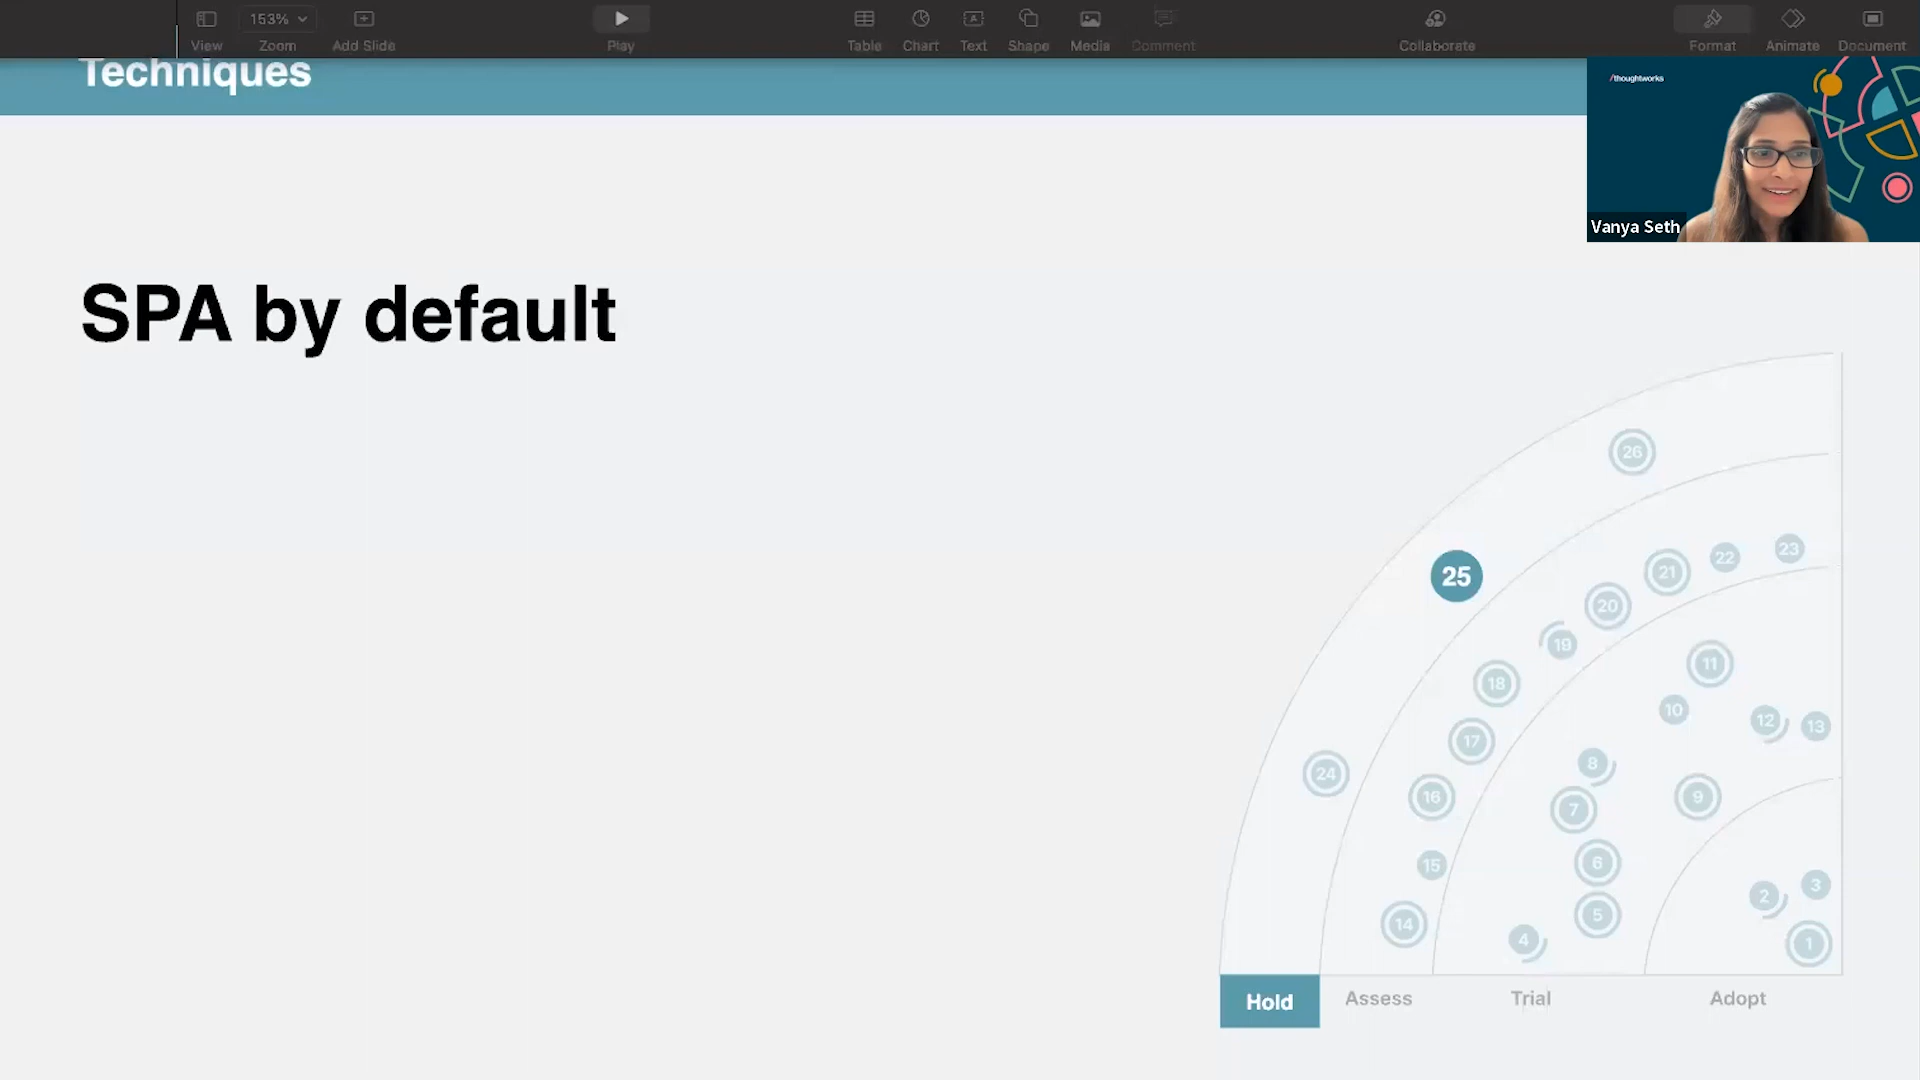 153%
View
Zoom
Add Slide
Play
Table
Chart
Text
Shape
Media
Comment
Collaborate
Format
Animate
Document
Techniques
/thoughtworks
Vanya Seth
SPA by default
26
25
23
22
21
20
19
18
11
10
12
13
17
8
24
16
7
9
6
15
3
2
5
14
4
1
Hold
Assess
Trial
Adopt